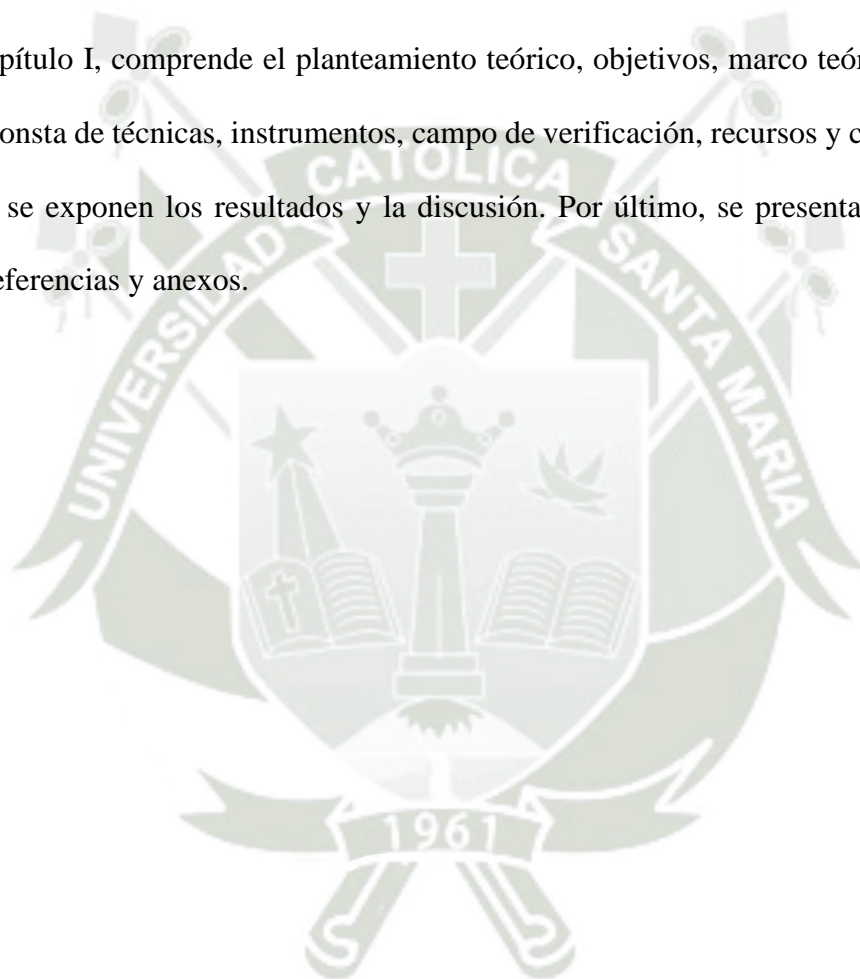 pítulo I, comprende el planteamiento teórico, objetivos, marco teór
onsta de técnicas, instrumentos, campo de verificación, recursos y c
se exponen los resultados y la discusión. Por último, se presenta
eferencias y anexos.
UNIVERSIDAD CATOLICA SANTA MARIA
1961